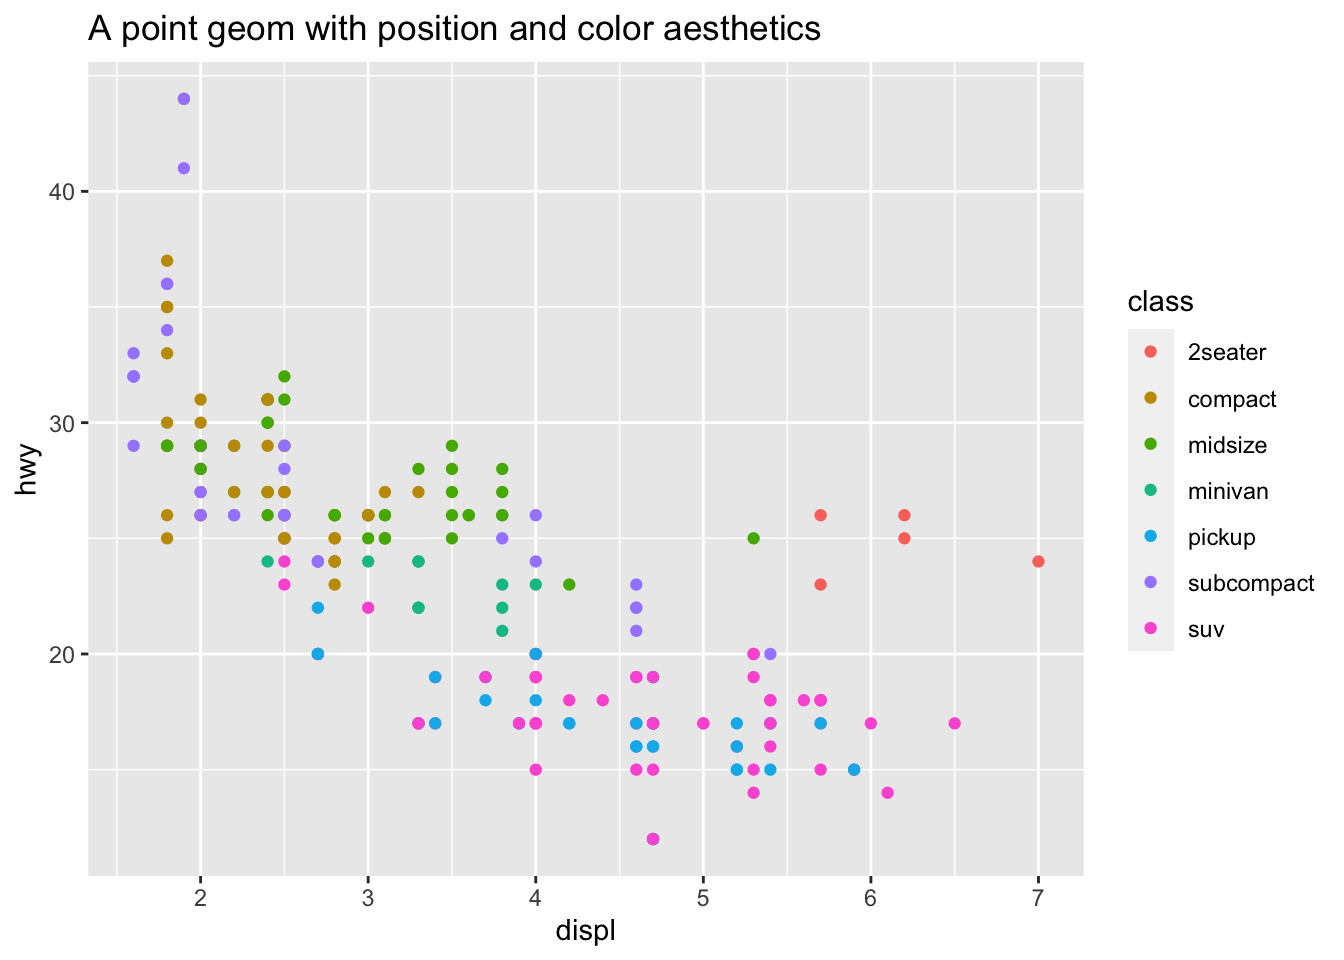 A point geom with position and color aesthetics
hwy
40
30
20
2 3 4 5 6 7
displ
class
2seater
compact
midsize
minivan
pickup
subcompact
suv